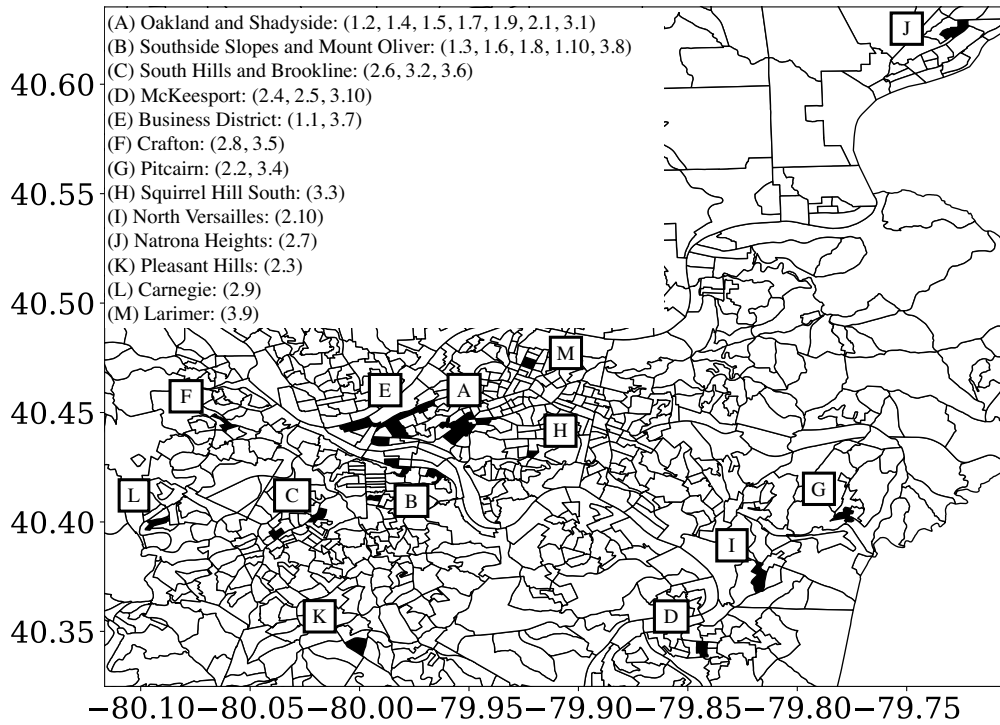 (A) Oakland and Shadyside: (1.2, 1.4, 1.5, 1.7, 1.9, 2.1, 3.1)
(B) Southside Slopes and Mount Oliver: (1.3, 1.6, 1.8, 1.10, 3.8)
(C) South Hills and Brookline: (2.6, 3.2, 3.6)
(D) McKeesport: (2.4, 2.5, 3.10)
(E) Business District: (1.1, 3.7)
(F) Crafton: (2.8, 3.5)
(G) Pitcairn: (2.2, 3.4)
(H) Squirrel Hill South: (3.3)
(I) North Versailles: (2.10)
(J) Natrona Heights: (2.7)
(K) Pleasant Hills: (2.3)
(L) Carnegie: (2.9)
(M) Larimer: (3.9)
J
40.60
40.55
40.50
M
E A
F
40.45
H
G
L C B
40.40
I
K D
40.35
−80.10 −80.05 −80.00 −79.95 −79.90 −79.85 −79.80 −79.75